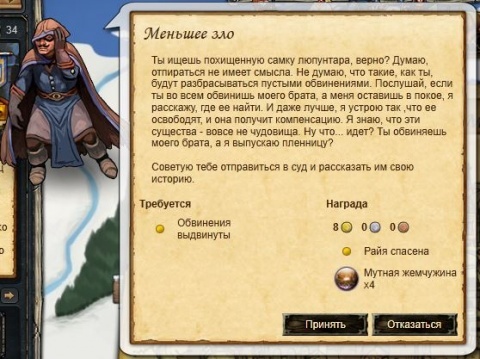 34
Меньшее зло
Ты ищешь похищенную самку люпунтара, верно? Думаю,
отпираться не имеет смысла. Не думаю, что такие, как ты,
будут разбрасываться пустыми обвинениями. Послушай, если
ты во всем обвинишь моего брата, а меня оставишь в покое, я
расскажу, где ее найти. И даже лучше, я устрою так ,что ее
освободят, и она получит компенсацию. Я знаю, что эти
существа - вовсе не чудовища. Ну что... идет? Ты обвиняешь
моего брата, а я выпускаю пленницу?
Советую тебе отправиться в суд и рассказать им свою
историю.
Требуется
Обвинения
выдвинуты
Награда
8 0 0
Райя спасена
Мутная жемчужина
x4
Принять
Отказаться